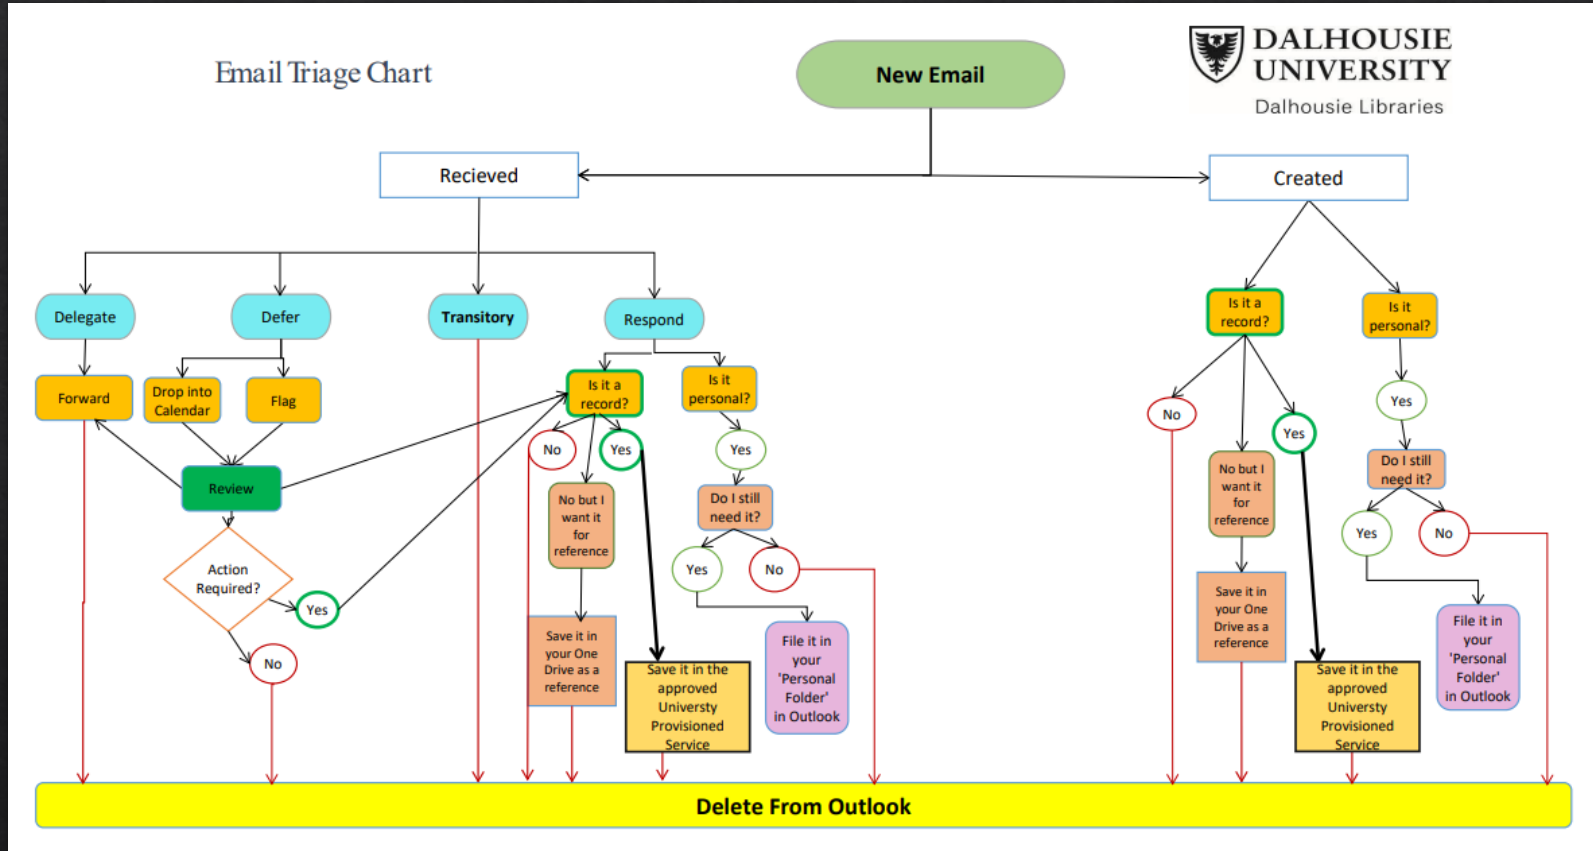 Email Triage Chart
New Email
DALHOUSIE
UNIVERSITY
Dalhousie Libraries
Recieved
Created
Delegate
Defer
Transitory
Respond
Is it a
record?
Is it
personal?
Forward
Drop into
Calendar
Flag
Is it a
record?
Is it
personal?
No
Yes
Yes
No
Yes
Yes
Review
No but I
want it
for
reference
Do I still
need it?
No but I
want it
for
reference
Do I still
need it?
Action
Required?
Yes
No
Yes
No
Yes
No
Yes
No
Save it in
your One
Drive as a
reference
Save it in the
approved
Universty
Provisioned
Service
File it in
your
'Personal
Folder'
in Outlook
Save it in
your One
Drive as a
reference
Save it in the
approved
Universty
Provisioned
Service
File it in
your
'Personal
Folder'
in Outlook
Delete From Outlook